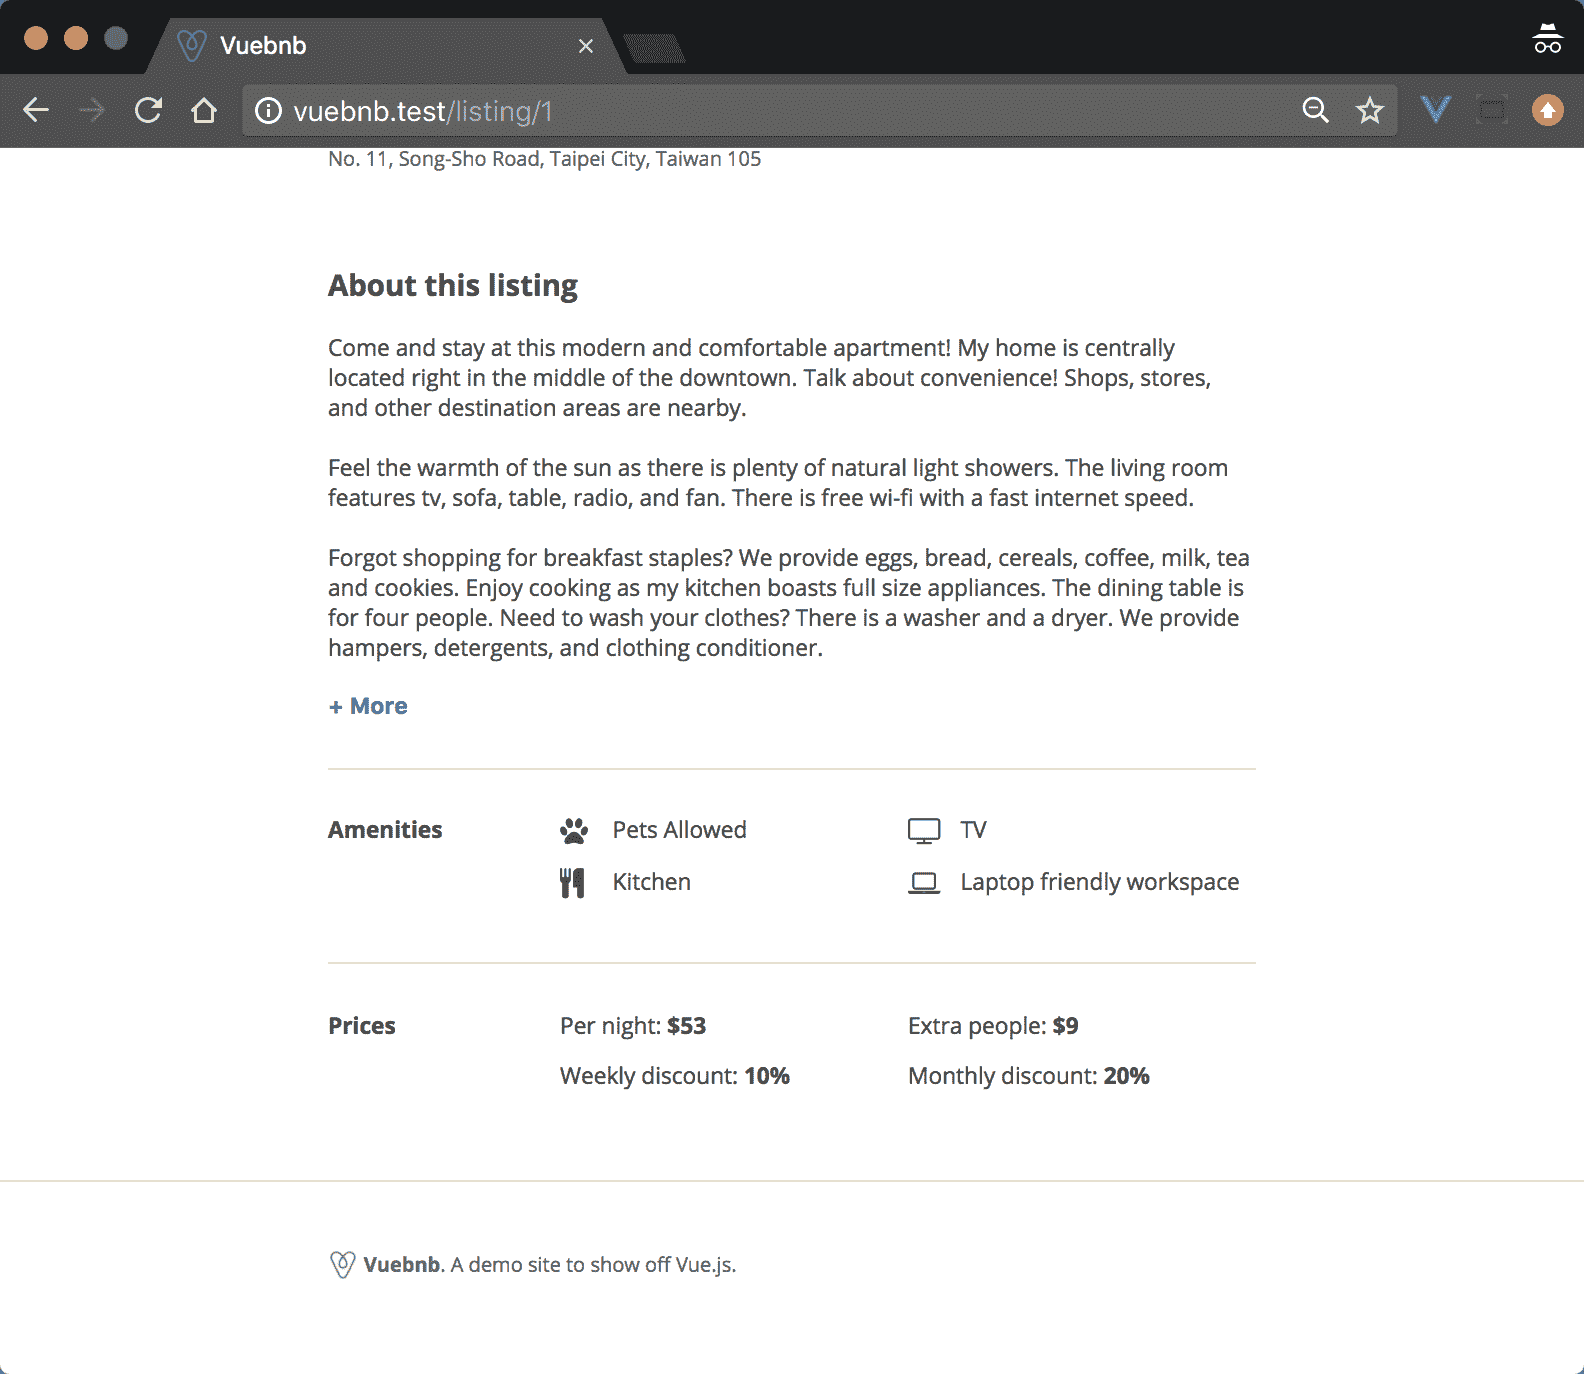 Vuebnb
vuebnb.test/listing/1
No. 11, Song-Sho Road, Taipei City, Taiwan 105
About this listing
Come and stay at this modern and comfortable apartment! My home is centrally
located right in the middle of the downtown. Talk about convenience! Shops, stores,
and other destination areas are nearby.
Feel the warmth of the sun as there is plenty of natural light showers. The living room
features tv, sofa, table, radio, and fan. There is free wi-fi with a fast internet speed.
Forgot shopping for breakfast staples? We provide eggs, bread, cereals, coffee, milk, tea
and cookies. Enjoy cooking as my kitchen boasts full size appliances. The dining table is
for four people. Need to wash your clothes? There is a washer and a dryer. We provide
hampers, detergents, and clothing conditioner.
+ More
Amenities
Pets Allowed
TV
Kitchen
Laptop friendly workspace
Prices
Per night: $53
Extra people: $9
Weekly discount: 10%
Monthly discount: 20%
Vuebnb. A demo site to show off Vue.js.